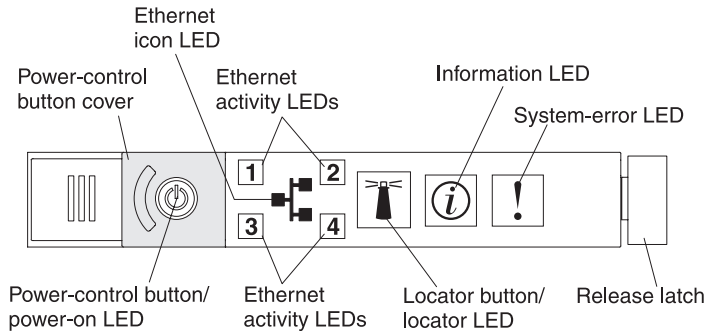 Ethernet
icon LED
Power-control
button cover
Ethernet
activity LEDs
Information LED
System-error LED
1
2
3
4
i
!
Power-control button/
power-on LED
Ethernet
activity LEDs
Locator button/
locator LED
Release latch